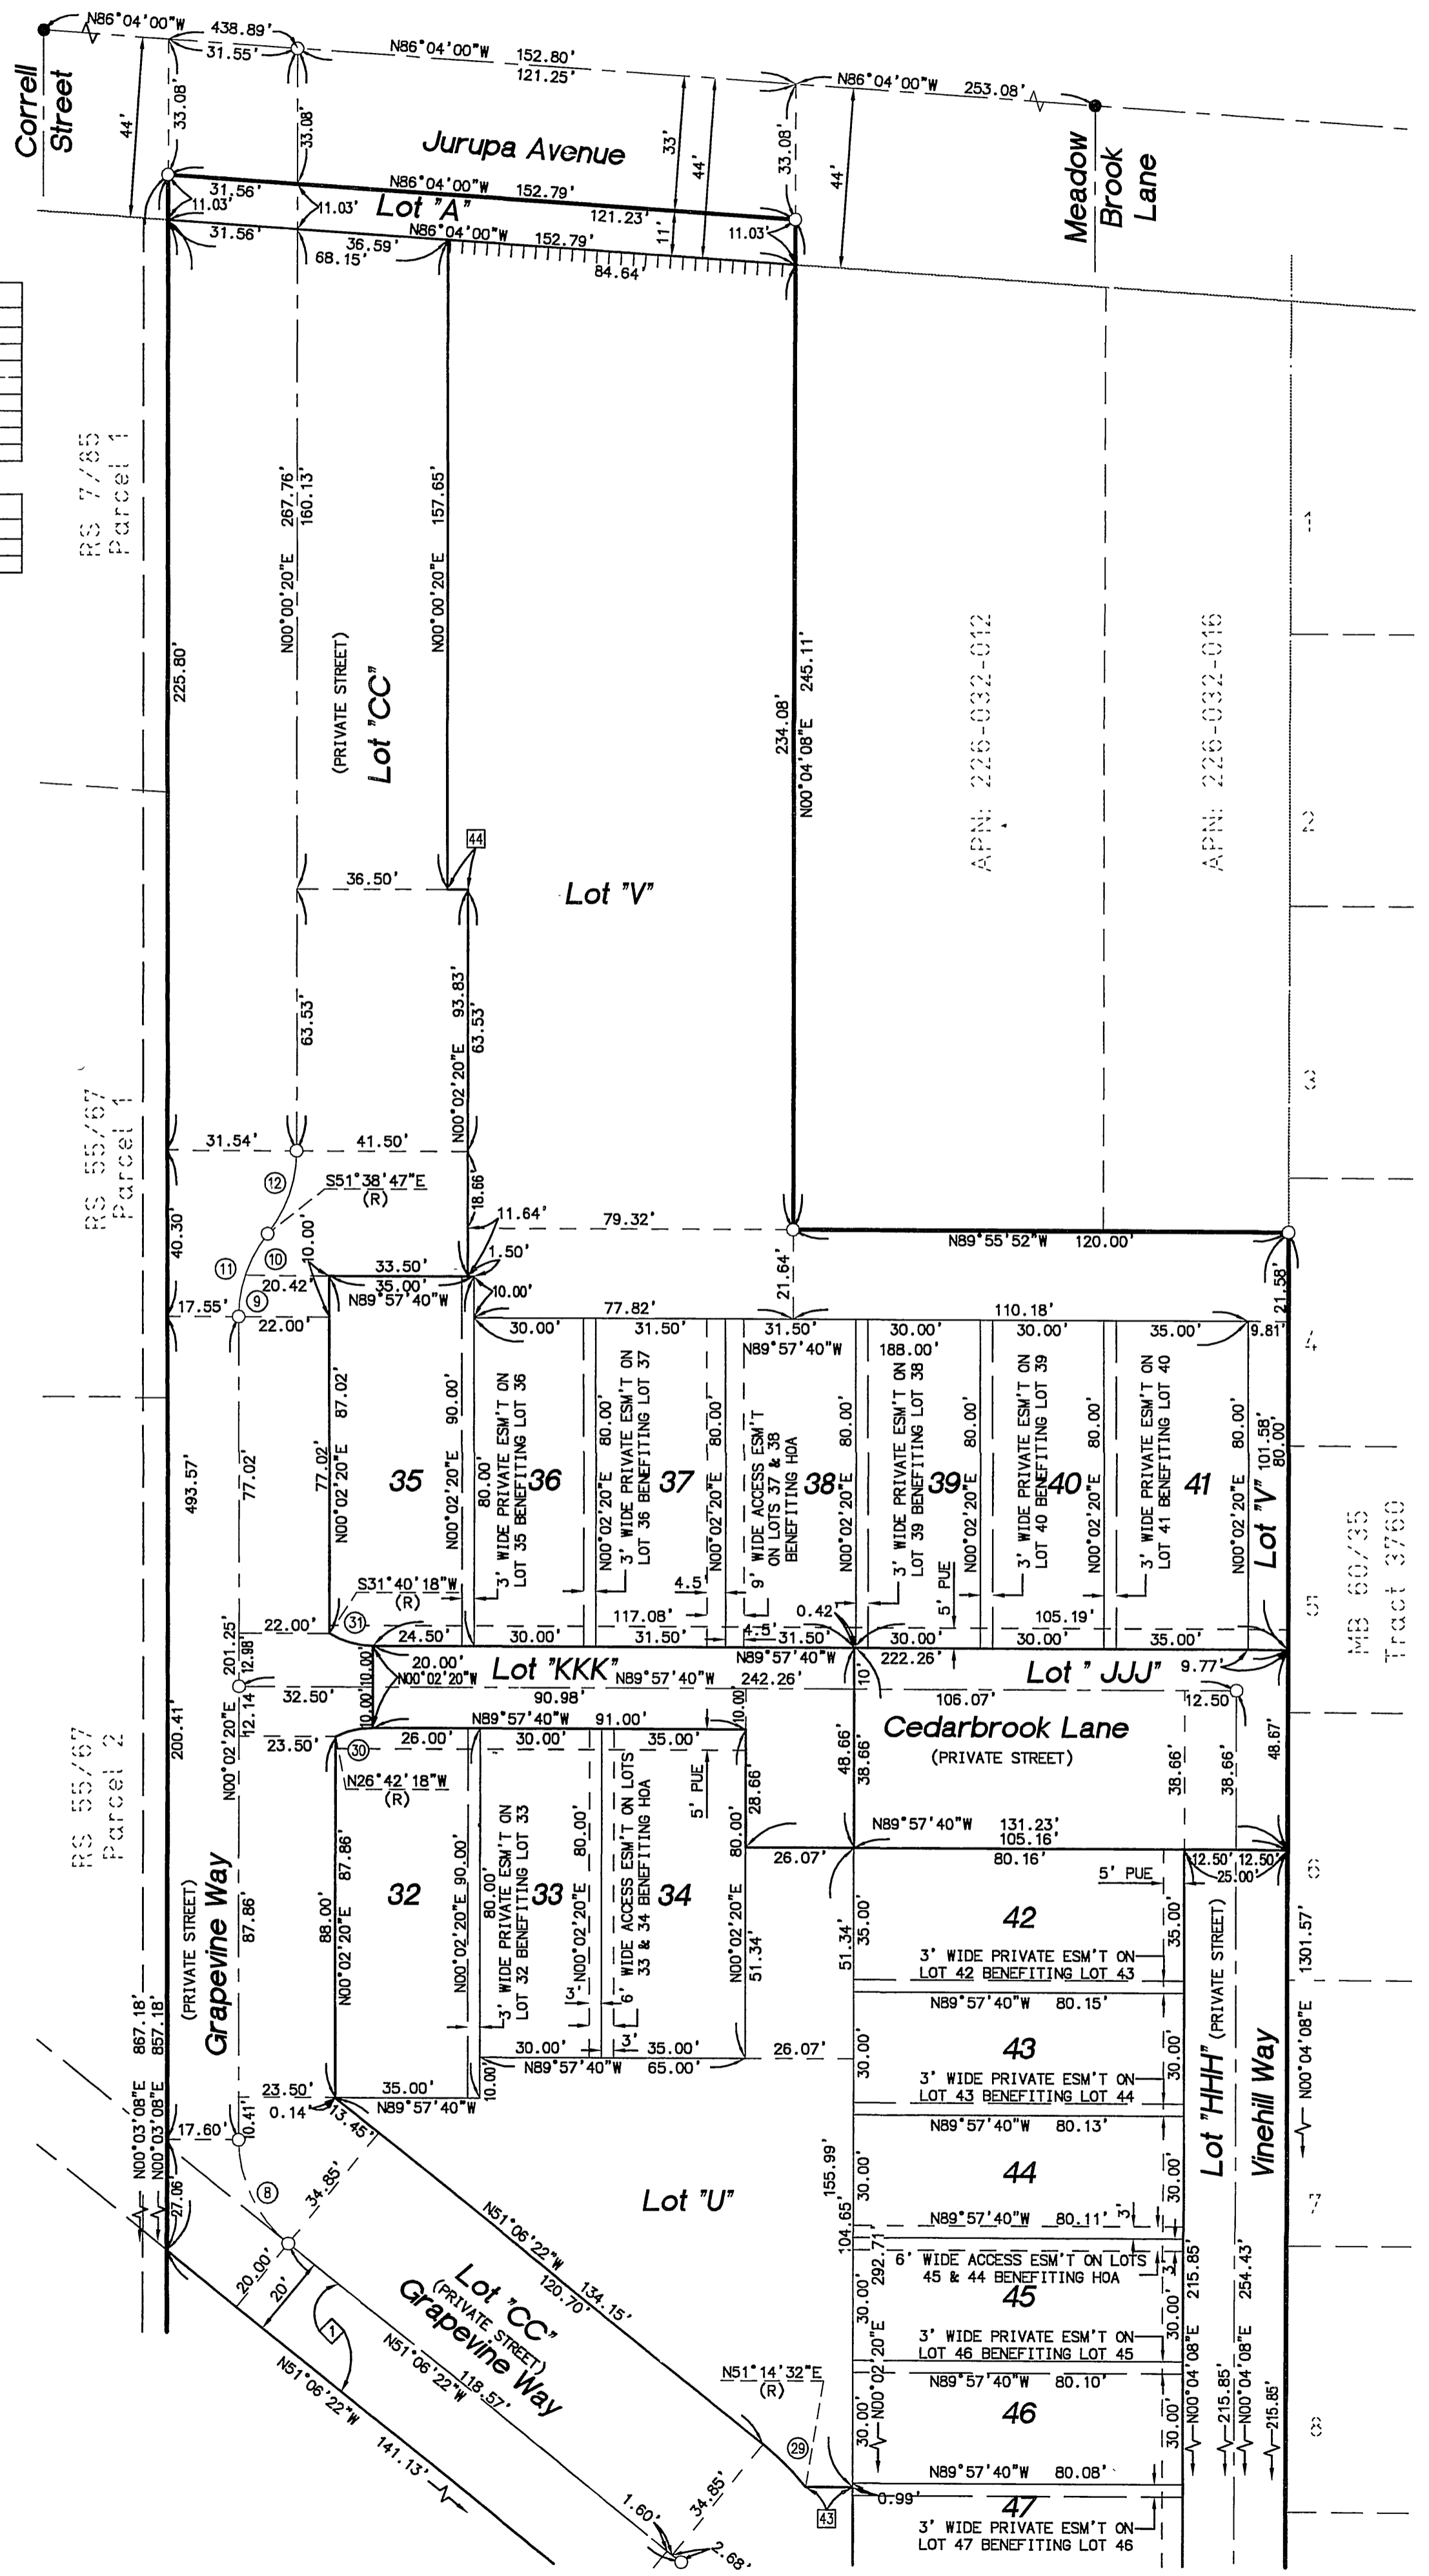 N86°04'00"W
438.89'
31.55'
N86°04'00"W 152.80'
121.25'
N86°04'00"W 253.08'
Correll
Street
44'
33.08'
33.08'
Jurupa Avenue
33'
44'
33.08'
44'
Meadow
Brook
Lane
N86°04'00"W 152.79'
31.56'
11.03'
11.03'
Lot "A"
121.23'
11'
11.03'
31.56'
36.59'
68.15'
N86°04'00"W
152.79'
84.64'
RS 7/85
Parcel 1
225.80'
N00°00'20"E 267.76'
160.13'
N00°00'20"E 157.65'
(PRIVATE STREET)
Lot "CC"
234.08'
N00°04'08"E 245.11'
APN: 226-032-012
APN: 226-032-016
1
2
3
44
36.50'
Lot "V"
63.53'
N00°02'20"E 93.83'
63.53'
RS 55/67
Parcel 1
31.54'
41.50'
12
S51°38'47"E
(R)
18.66'
40.30'
11
10
10.00'
11.64'
79.32'
1.50'
N89°55'52"W 120.00'
21.64'
21.58'
33.50'
20.42'
35.00'
N89°57'40"W
10.00'
9
17.55'
22.00'
77.82'
110.18'
30.00'
31.50'
31.50'
30.00'
30.00'
35.00'
9.81'
N89°57'40"W
188.00'
4
493.57'
77.02'
77.02'
N00°02'20"E 87.02'
35
N00°02'20"E 90.00'
80.00'
3' WIDE PRIVATE ESM'T ON
LOT 35 BENEFITING LOT 36
36
N00°02'20"E 80.00'
3' WIDE PRIVATE ESM'T ON
LOT 36 BENEFITING LOT 37
37
N00°02'20"E 80.00'
9' WIDE ACCESS ESM'T
ON LOTS 37 & 38
BENEFITING HOA
38
N00°02'20"E 80.00'
3' WIDE PRIVATE ESM'T ON
LOT 39 BENEFITING LOT 38
39
N00°02'20"E 80.00'
3' WIDE PRIVATE ESM'T ON
LOT 40 BENEFITING LOT 39
40
N00°02'20"E 80.00'
3' WIDE PRIVATE ESM'T ON
LOT 41 BENEFITING LOT 40
41
N00°02'20"E 80.00'
Lot "V"
101.58'
80.00'
MB 60/35
Tract 3760
5
S31°40'18"W
(R)
31
4.5'
5' PUE
22.00'
117.08'
0.42'
105.19'
24.50'
30.00'
31.50'
4.5'
31.50'
30.00'
30.00'
35.00'
20.00'
N89°57'40"W
222.26'
9.77'
N00°02'20"W
Lot "KKK"
Lot " JJJ"
N89°57'40"W 242.26'
10'
10.00'
10.00'
10.00'
N00°02'20"E 201.25'
12.98'
12.14'
32.50'
90.98'
106.07'
12.50'
N89°57'40"W 91.00'
Cedarbrook Lane
(PRIVATE STREET)
RS 55/67
Parcel 2
200.41'
23.50'
30
26.00'
30.00'
35.00'
N26°42'18"W
(R)
5' PUE
28.66'
48.66'
38.66'
38.66'
38.66'
48.67'
N89°57'40"W 131.23'
105.16'
26.07'
80.16'
12.50'
12.50'
25.00'
5' PUE
6
(PRIVATE STREET)
Grapevine Way
87.86'
88.00'
N00°02'20"E 87.86'
32
N00°02'20"E 90.00'
80.00'
3' WIDE PRIVATE ESM'T ON
LOT 32 BENEFITING LOT 33
33
N00°02'20"E 80.00'
6' WIDE ACCESS ESM'T ON LOTS
33 & 34 BENEFITING HOA
34
N00°02'20"E 80.00'
51.34'
51.34'
35.00'
42
35.00'
3' WIDE PRIVATE ESM'T ON
LOT 42 BENEFITING LOT 43
N89°57'40"W 80.15'
N00°04'08"E 1301.57'
3'
3'
30.00'
35.00'
N89°57'40"W 65.00'
26.07'
30.00'
43
30.00'
3' WIDE PRIVATE ESM'T ON
LOT 43 BENEFITING LOT 44
N89°57'40"W 80.13'
Lot "HHH" (PRIVATE STREET)
Vinehill Way
N00°03'08"E 867.18'
N00°03'08"E 857.18'
23.50'
35.00'
N89°57'40"W
10.00'
0.14'
13.45'
17.60'
10.41'
27.06'
8
34.85'
Lot "U"
155.99'
104.65'
30.00'
44
30.00'
N89°57'40"W 80.11'
3'
7
N51°06'22"W 134.15'
120.70'
20.00'
20'
1
Lot "CC"
(PRIVATE STREET)
Grapevine Way
N51°06'22"W 118.57'
N51°06'22"W 141.13'
6' WIDE ACCESS ESM'T ON LOTS
45 & 44 BENEFITING HOA
3'
292.71'
N00°02'20"E
30.00'
45
30.00'
3' WIDE PRIVATE ESM'T ON
LOT 46 BENEFITING LOT 45
N89°57'40"W 80.10'
N00°04'08"E 215.85'
215.85'
N00°04'08"E 254.43'
215.85'
N51°14'32"E
(R)
30.00'
46
30.00'
8
29
N89°57'40"W 80.08'
43
0.99'
47
3' WIDE PRIVATE ESM'T ON
LOT 47 BENEFITING LOT 46
34.85'
1.60'
2.68'